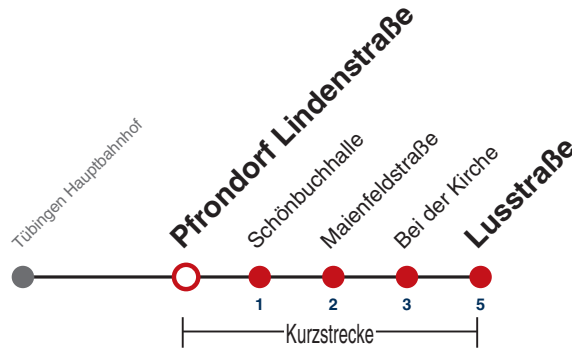 Tübingen Hauptbahnhof
Pfrondorf Lindenstraße
Schönbuchhalle
Maienfeldstraße
Bei der Kirche
Lusstraße
1 2 3 5
Kurzstrecke